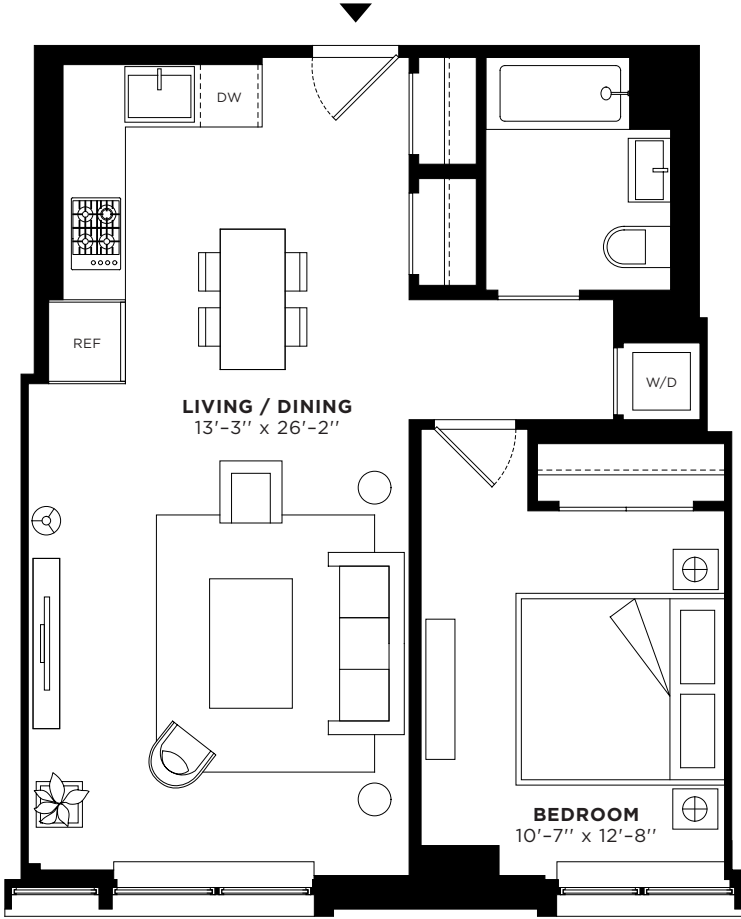 DW
REF
W/D
LIVING / DINING
13'-3'' x 26'-2''
BEDROOM
10'-7'' x 12'-8''